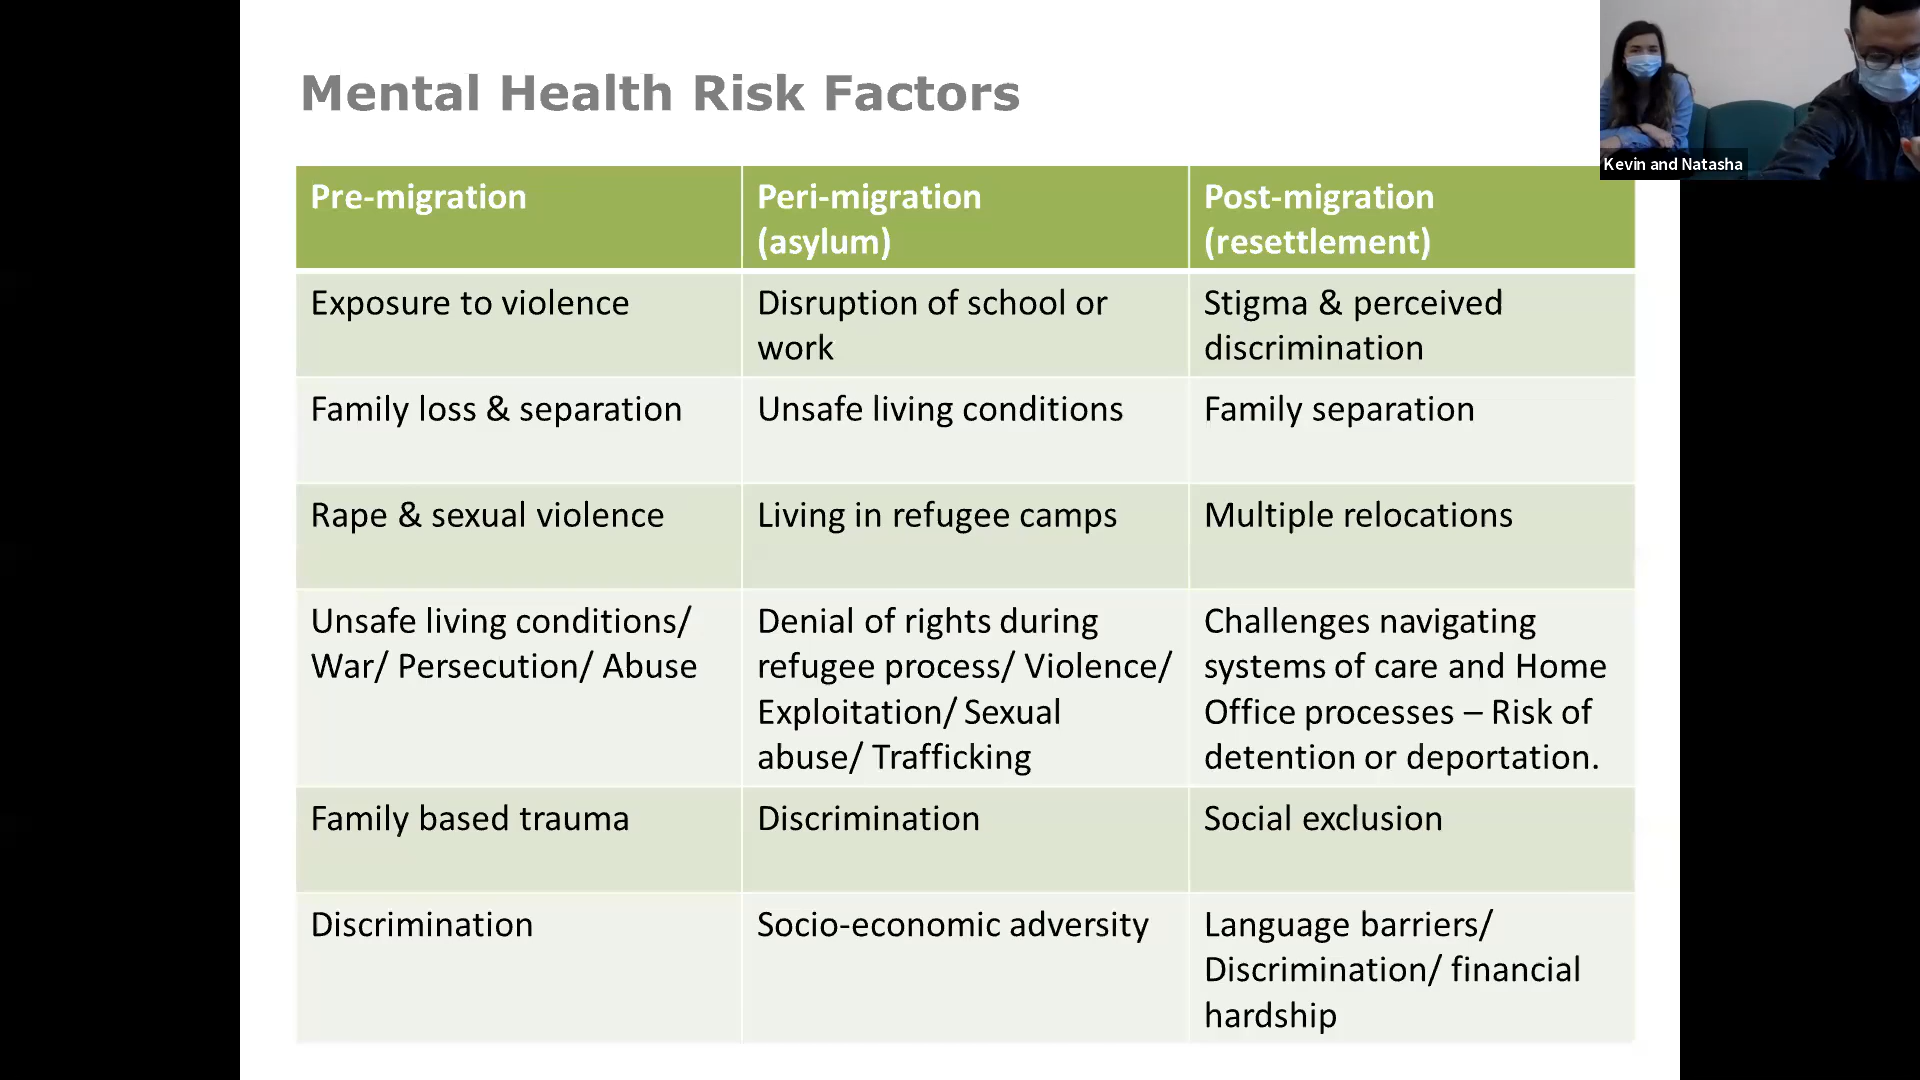 Mental Health Risk Factors
Kevin and Natasha
Pre-migration
Peri-migration
(asylum)
Post-migration
(resettlement)
Exposure to violence
Disruption of school or
work
Stigma & perceived
discrimination
Family loss & separation
Unsafe living conditions
Family separation
Rape & sexual violence
Living in refugee camps
Multiple relocations
Unsafe living conditions/
War/ Persecution/ Abuse
Denial of rights during
refugee process/ Violence/
Exploitation/ Sexual
abuse/ Trafficking
Challenges navigating
systems of care and Home
Office processes – Risk of
detention or deportation.
Family based trauma
Discrimination
Social exclusion
Discrimination
Socio-economic adversity
Language barriers/
Discrimination/ financial
hardship